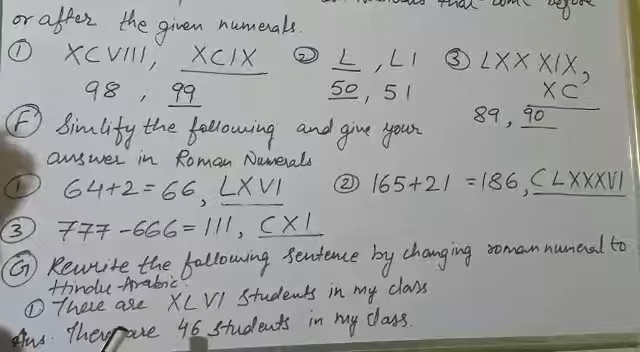 that come before
or after the given numerals.
① XCVIII, XCIX ② L, LI ③ LXXXIX,
XC
98, 99 50, 51 89, 90
Ⓕ Simlify the following and give your
answer in Roman Numerals
① 64+2=66, LXVI ② 165+21=186, CLXXXVI
③ 777-666=111, CXI
Ⓖ Rewrite the following sentence by changing roman numeral to
Hindu Arabic.
① There are XLVI students in my class
Ans. There are 46 students in my class.